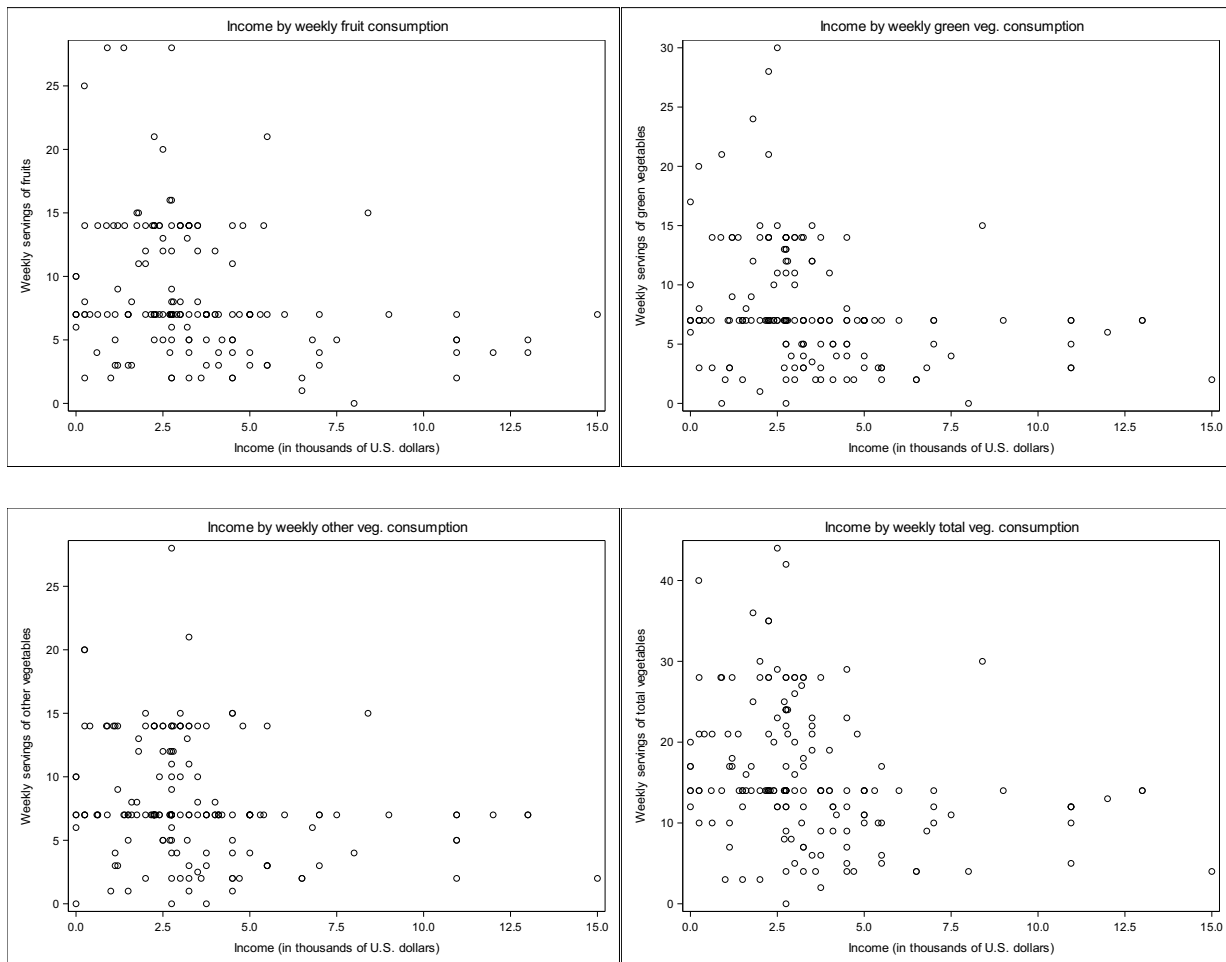 Income by weekly fruit consumption
Weekly servings of fruits
25
20
15
10
5
0
0.0 2.5 5.0 7.5 10.0 12.5 15.0
Income (in thousands of U.S. dollars)
Income by weekly green veg. consumption
Weekly servings of green vegetables
30
25
20
15
10
5
0
0.0 2.5 5.0 7.5 10.0 12.5 15.0
Income (in thousands of U.S. dollars)
Income by weekly other veg. consumption
Weekly servings of other vegetables
25
20
15
10
5
0
0.0 2.5 5.0 7.5 10.0 12.5 15.0
Income (in thousands of U.S. dollars)
Income by weekly total veg. consumption
Weekly servings of total vegetables
40
30
20
10
0
0.0 2.5 5.0 7.5 10.0 12.5 15.0
Income (in thousands of U.S. dollars)